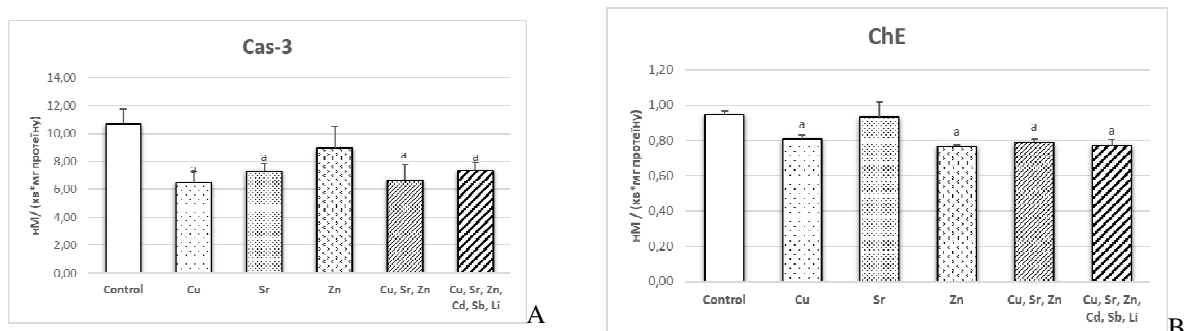 Cas-3
нМ/ (хв*мг протеїну)
14,00
12,00
10,00
8,00
6,00
4,00
2,00
0,00
a
a
a
a
Control
Cu
Sr
Zn
Cu, Sr, Zn
Cu, Sr, Zn,
Cd, Sb, Li
A
ChE
нМ / (хв*мг протеїну)
1,20
1,00
0,80
0,60
0,40
0,20
0,00
a
a
a
a
Control
Cu
Sr
Zn
Cu, Sr, Zn
Cu, Sr, Zn,
Cd, Sb, Li
B